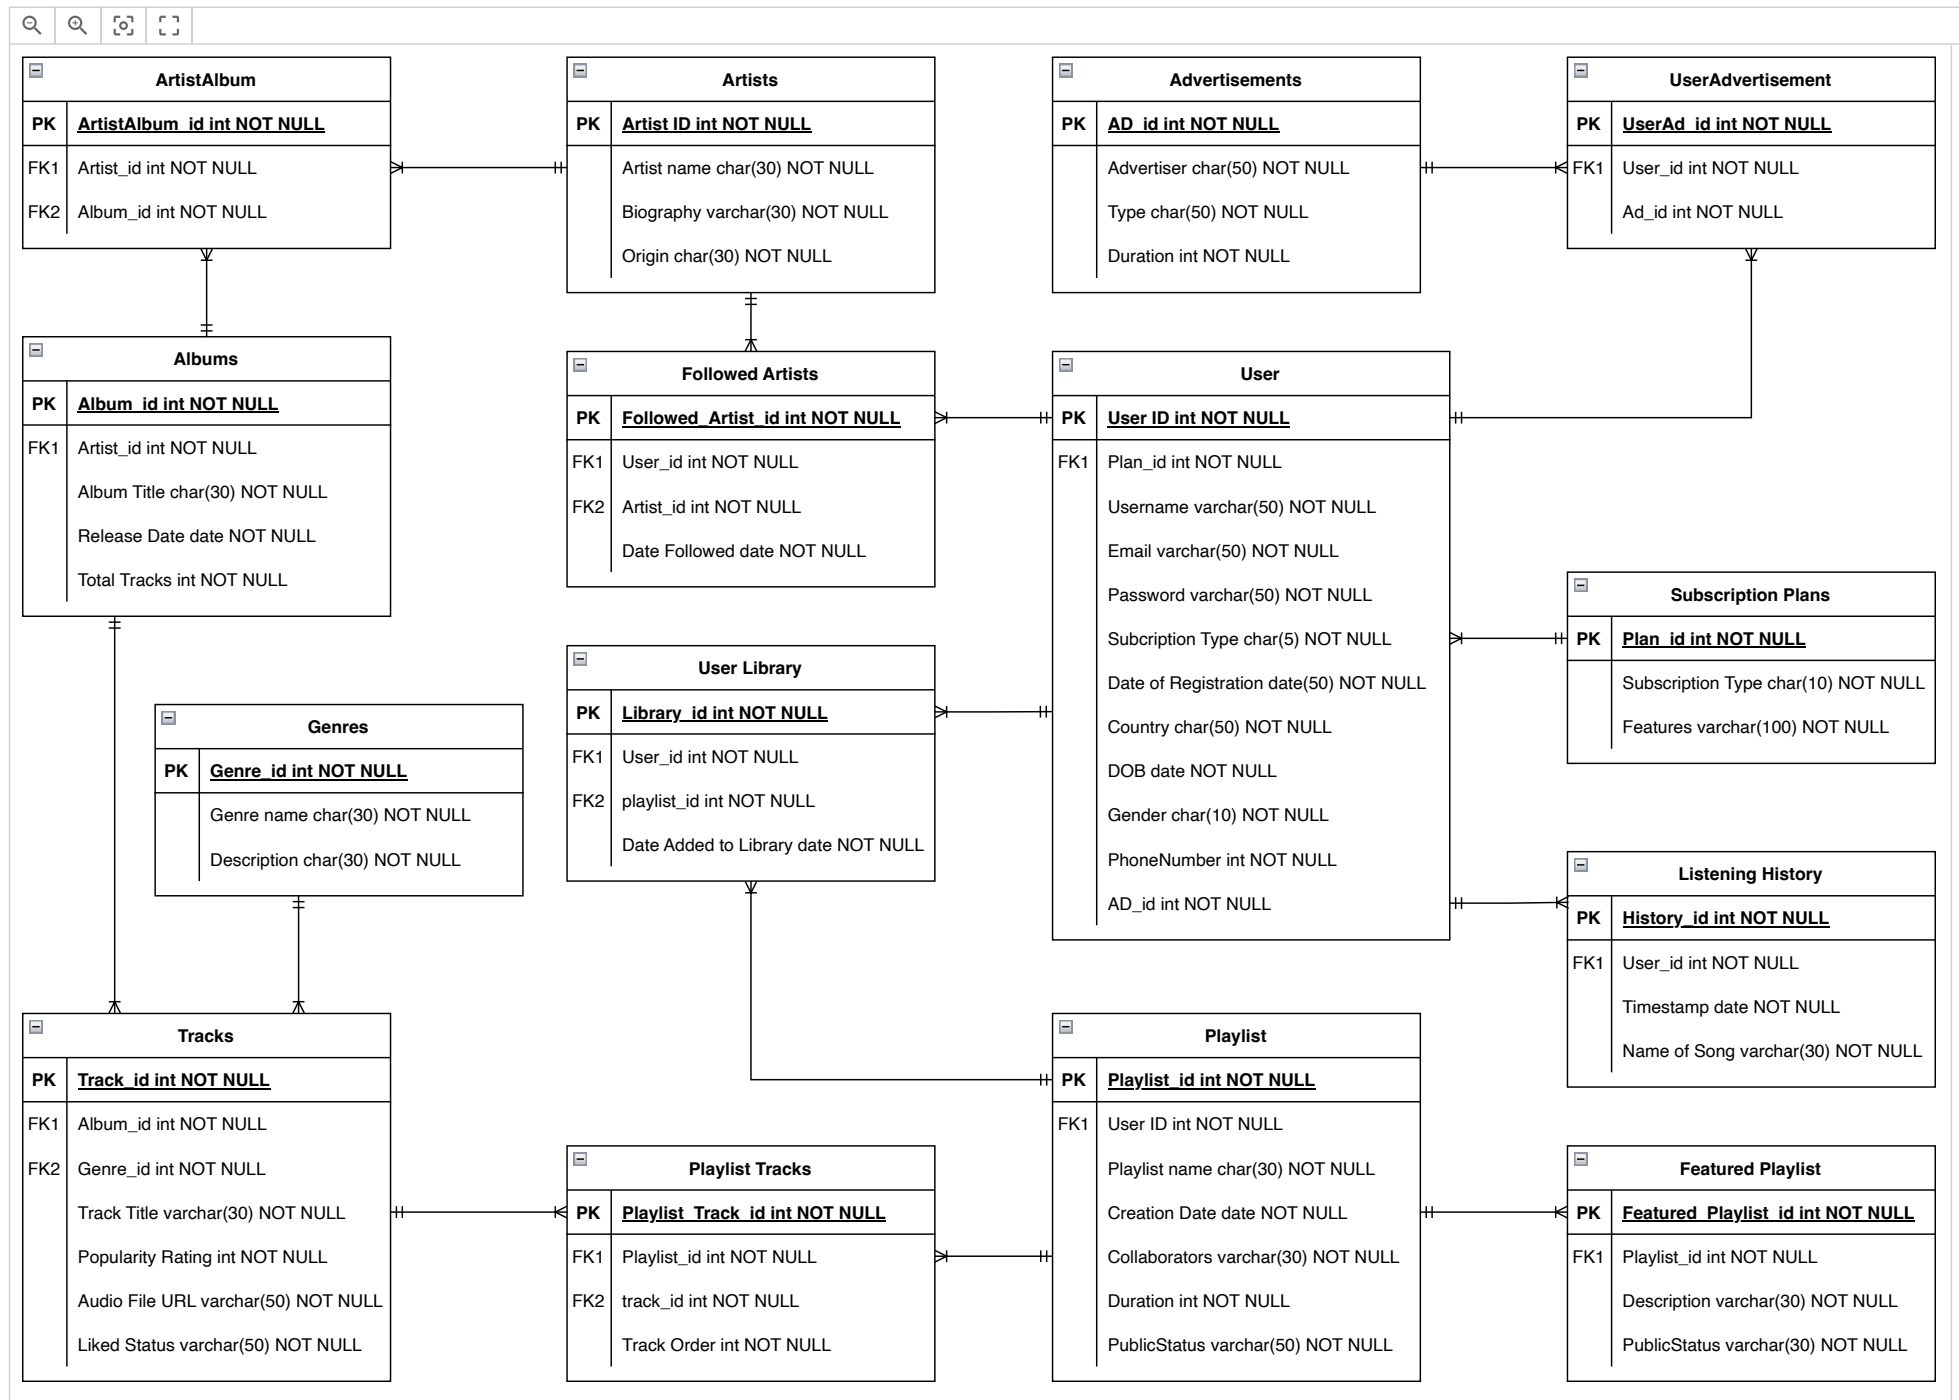 ArtistAlbum
PK ArtistAlbum_id int NOT NULL
FK1 Artist_id int NOT NULL
FK2 Album_id int NOT NULL
Artists
PK Artist ID int NOT NULL
Artist name char(30) NOT NULL
Biography varchar(30) NOT NULL
Origin char(30) NOT NULL
Advertisements
PK AD_id int NOT NULL
Advertiser char(50) NOT NULL
Type char(50) NOT NULL
Duration int NOT NULL
UserAdvertisement
PK UserAd_id int NOT NULL
FK1 User_id int NOT NULL
Ad_id int NOT NULL
Albums
PK Album_id int NOT NULL
FK1 Artist_id int NOT NULL
Album Title char(30) NOT NULL
Release Date date NOT NULL
Total Tracks int NOT NULL
Followed Artists
PK Followed_Artist_id int NOT NULL
FK1 User_id int NOT NULL
FK2 Artist_id int NOT NULL
Date Followed date NOT NULL
User
PK User ID int NOT NULL
FK1 Plan_id int NOT NULL
Username varchar(50) NOT NULL
Email varchar(50) NOT NULL
Password varchar(50) NOT NULL
Subcription Type char(5) NOT NULL
Date of Registration date(50) NOT NULL
Country char(50) NOT NULL
DOB date NOT NULL
Gender char(10) NOT NULL
PhoneNumber int NOT NULL
AD_id int NOT NULL
Subscription Plans
PK Plan_id int NOT NULL
Subscription Type char(10) NOT NULL
Features varchar(100) NOT NULL
User Library
PK Library_id int NOT NULL
FK1 User_id int NOT NULL
FK2 playlist_id int NOT NULL
Date Added to Library date NOT NULL
Genres
PK Genre_id int NOT NULL
Genre name char(30) NOT NULL
Description char(30) NOT NULL
Listening History
PK History_id int NOT NULL
FK1 User_id int NOT NULL
Timestamp date NOT NULL
Name of Song varchar(30) NOT NULL
Tracks
PK Track_id int NOT NULL
FK1 Album_id int NOT NULL
FK2 Genre_id int NOT NULL
Track Title varchar(30) NOT NULL
Popularity Rating int NOT NULL
Audio File URL varchar(50) NOT NULL
Liked Status varchar(50) NOT NULL
Playlist Tracks
PK Playlist_Track_id int NOT NULL
FK1 Playlist_id int NOT NULL
FK2 track_id int NOT NULL
Track Order int NOT NULL
Playlist
PK Playlist_id int NOT NULL
FK1 User ID int NOT NULL
Playlist name char(30) NOT NULL
Creation Date date NOT NULL
Collaborators varchar(30) NOT NULL
Duration int NOT NULL
PublicStatus varchar(50) NOT NULL
Featured Playlist
PK Featured_Playlist_id int NOT NULL
FK1 Playlist_id int NOT NULL
Description varchar(30) NOT NULL
PublicStatus varchar(30) NOT NULL